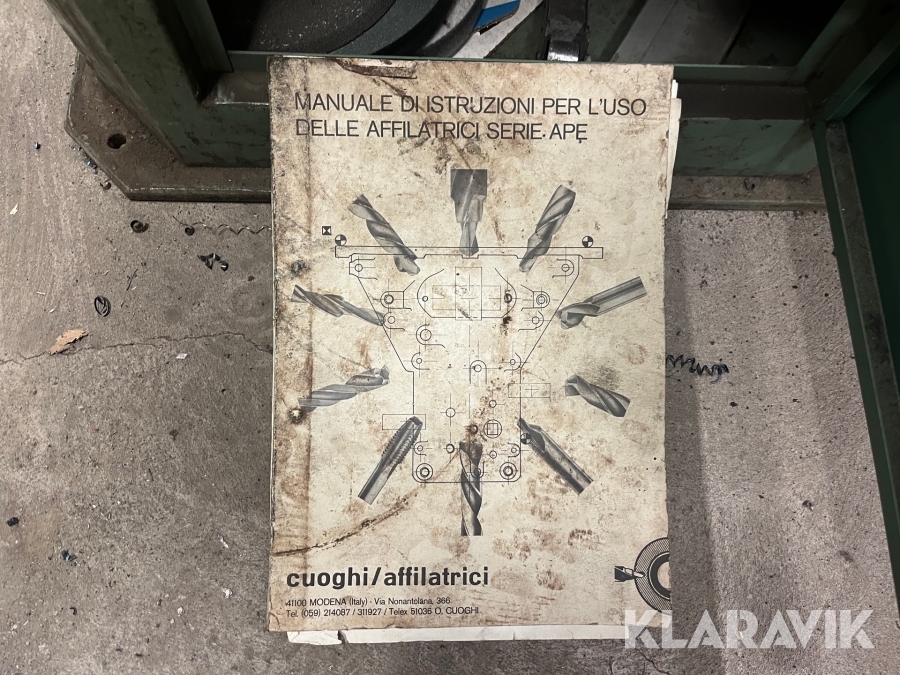 MANUALE DI ISTRUZIONI PER L'USO
DELLE AFFILATRICI SERIE·APE
cuoghi/affilatrici
41100 MODENA (Italy) - Via Nonantolana, 366
Tel. (059) 214087 / 311927 / Telex 51036 O. CUOGHI
KLARAVIK